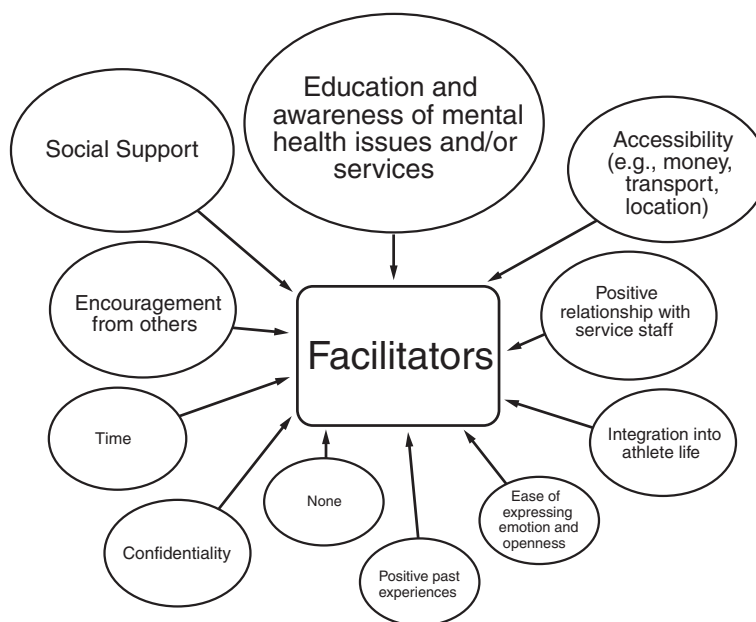 Education and
awareness of mental
health issues and/or
services
Social Support
Accessibility
(e.g., money,
transport,
location)
Encouragement
from others
Positive
relationship with
service staff
Facilitators
Time
Integration into
athlete life
None
Ease of
expressing
emotion and
openness
Confidentiality
Positive past
experiences